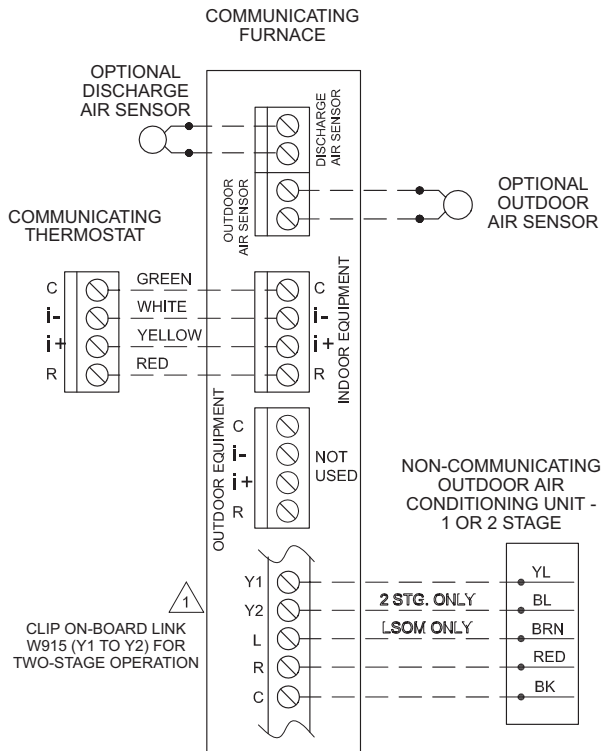 COMMUNICATING
FURNACE
OPTIONAL
DISCHARGE
AIR SENSOR
DISCHARGE
AIR SENSOR
OUTDOOR
AIR SENSOR
OPTIONAL
OUTDOOR
AIR SENSOR
COMMUNICATING
THERMOSTAT
C GREEN C
i- WHITE i-
i+ YELLOW i+
R RED R
INDOOR EQUIPMENT
OUTDOOR EQUIPMENT
C
i-
i+
R
NOT
USED
NON-COMMUNICATING
OUTDOOR AIR
CONDITIONING UNIT -
1 OR 2 STAGE
1
CLIP ON-BOARD LINK
W915 (Y1 TO Y2) FOR
TWO-STAGE OPERATION
Y1 YL
Y2 2 STG. ONLY BL
L LSOM ONLY BRN
R RED
C BK